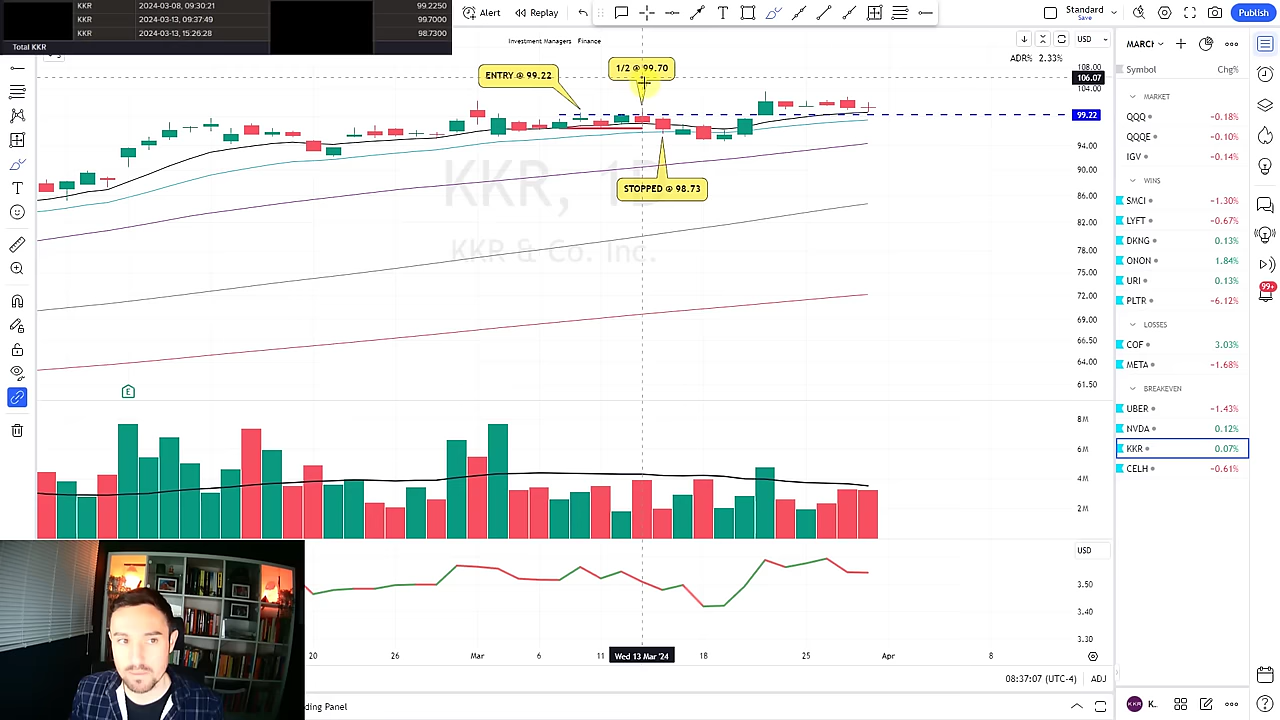 KKR 2024-03-08, 09:30:21 99.2250
KKR 2024-03-13, 09:37:49 99.7000
KKR 2024-03-13, 15:26:28 98.7300
Total KKR
Alert Replay Standard Save Publish
Investment Managers Finance
USD
ADR% 2.33%
ENTRY @ 99.22
1/2 @ 99.70
STOPPED @ 98.73
KKR, 1D
KKR & Co. Inc.
108.00
106.07
104.00
99.22
94.00
90.00
86.00
82.00
78.00
75.00
72.00
69.00
66.50
64.00
61.50
E
8M
6M
4M
2M
USD
3.50
3.40
3.30
20 26 Mar 6 11 Wed 13 Mar '24 18 25 Apr 8
08:37:07 (UTC-4) ADJ
ding Panel
MARCH
Symbol Chg%
MARKET
QQQ -0.18%
QQQE -0.10%
IGV -0.14%
WINS
SMCI -1.30%
LYFT -0.67%
DKNG 0.13%
ONON 1.84%
URI 0.13%
PLTR -6.12%
LOSSES
COF 3.03%
META -1.68%
BREAKEVEN
UBER -1.43%
NVDA 0.12%
KKR 0.07%
CELH -0.61%
KKR K..
99+